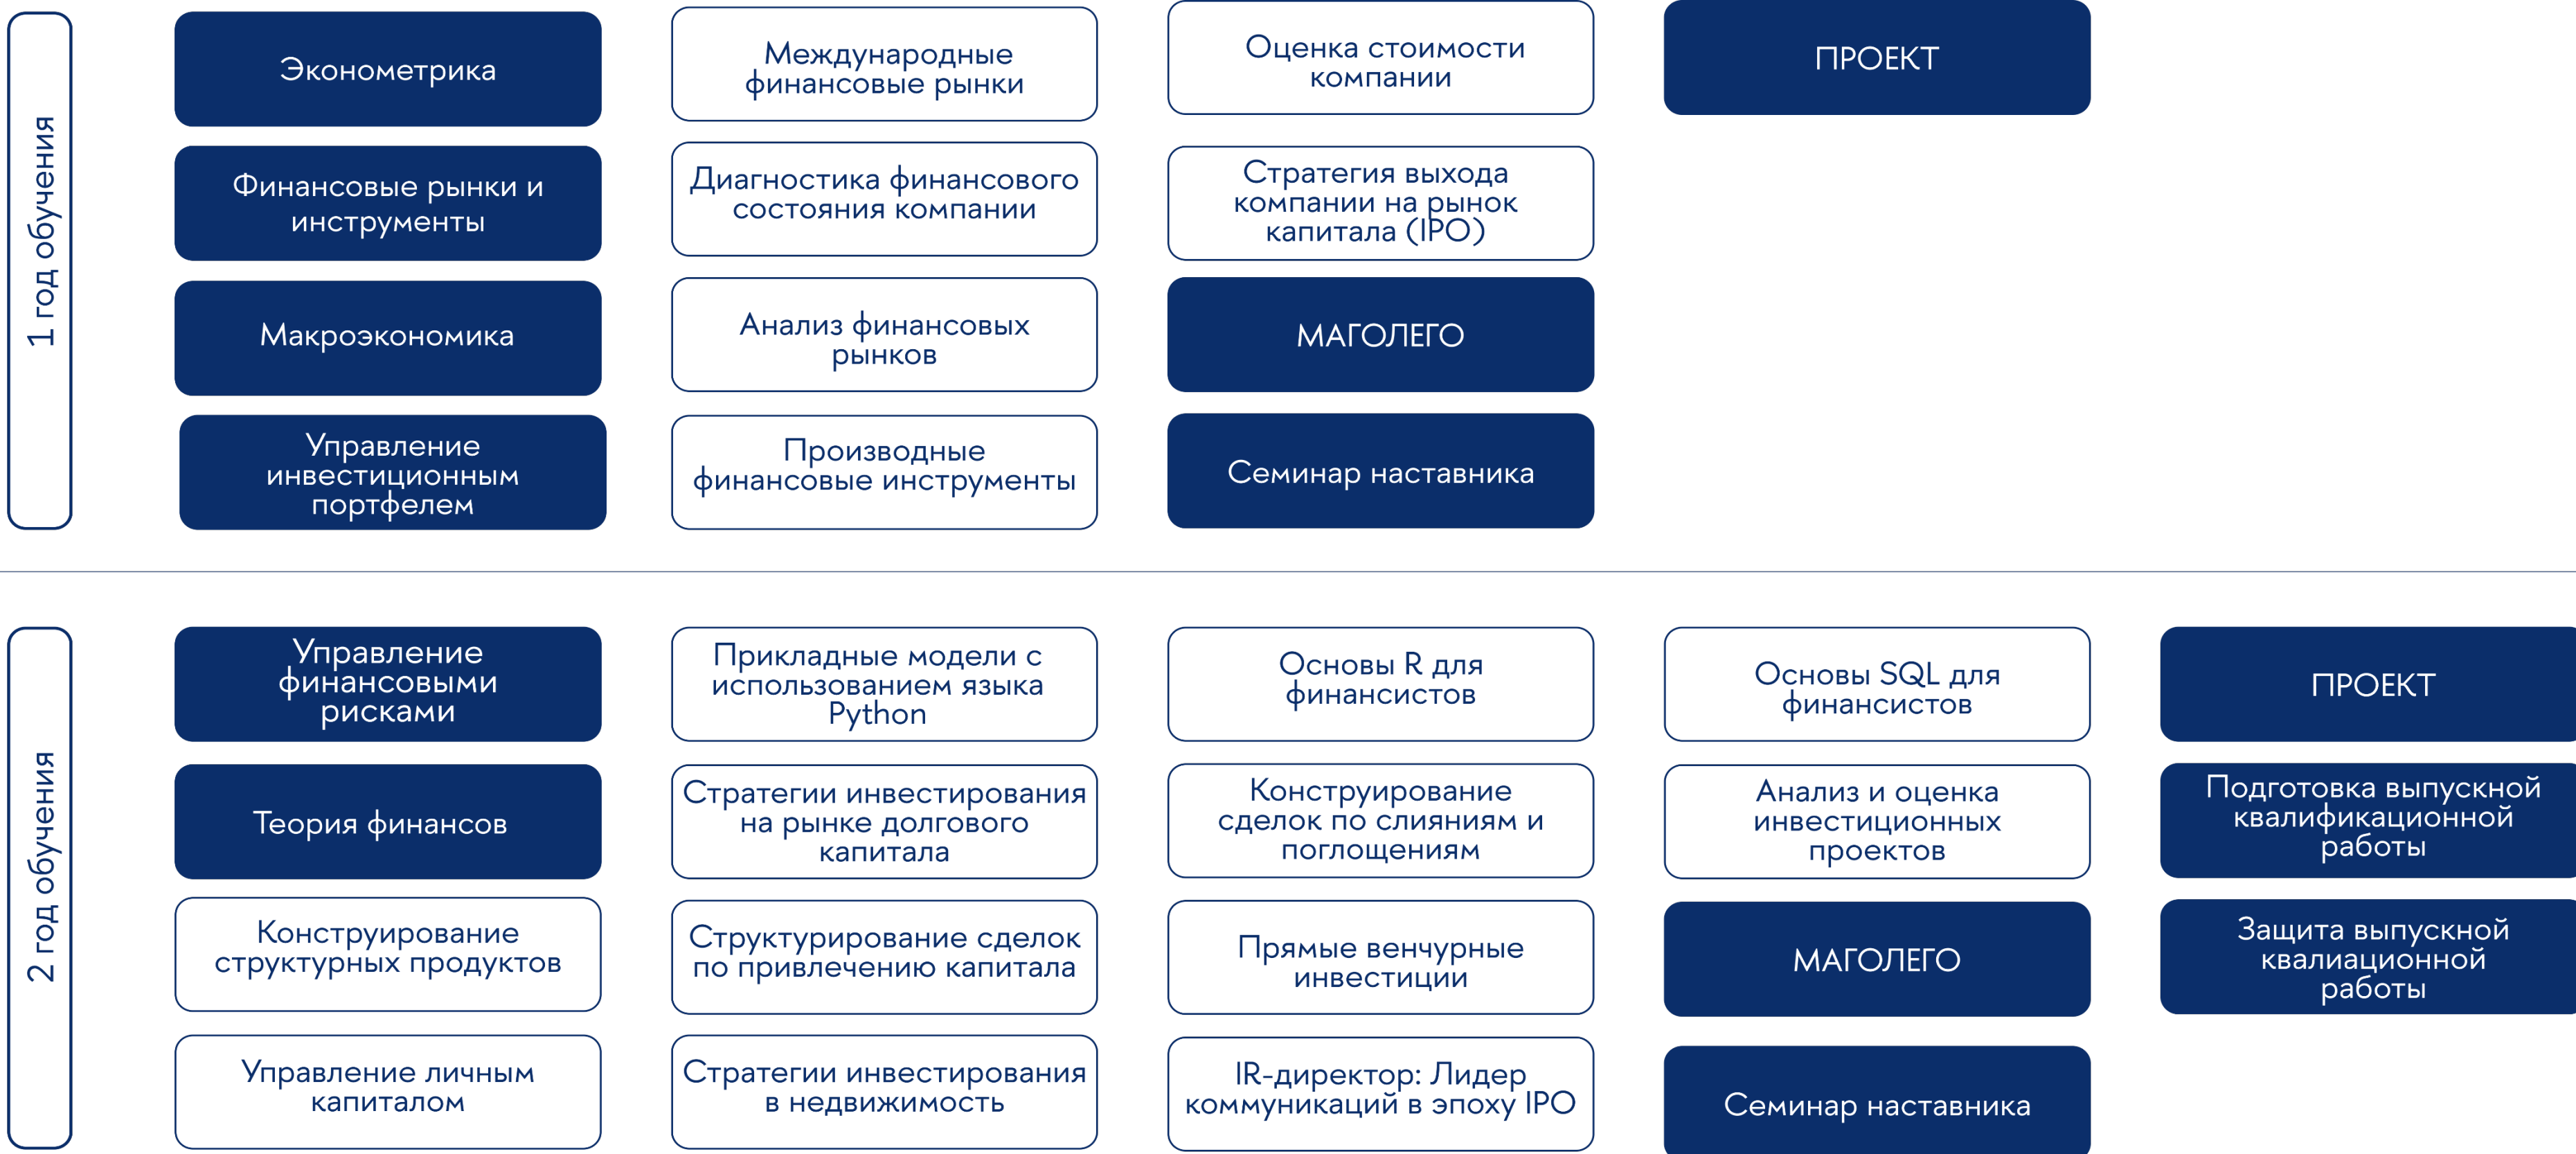 1 год обучения
Эконометрика
Международные
финансовые рынки
Оценка стоимости
компании
ПРОЕКТ
Финансовые рынки и
инструменты
Диагностика финансового
состояния компании
Стратегия выхода
компании на рынок
капитала (IPO)
Макроэкономика
Анализ финансовых
рынков
МАГОЛЕГО
Управление
инвестиционным
портфелем
Производные
финансовые инструменты
Семинар наставника
2 год обучения
Управление
финансовыми
рисками
Прикладные модели с
использованием языка
Python
Основы R для
финансистов
Основы SQL для
финансистов
ПРОЕКТ
Теория финансов
Стратегии инвестирования
на рынке долгового
капитала
Конструирование
сделок по слияниям и
поглощениям
Анализ и оценка
инвестиционных
проектов
Подготовка выпускной
квалификационной
работы
Конструирование
структурных продуктов
Структурирование сделок
по привлечению капитала
Прямые венчурные
инвестиции
МАГОЛЕГО
Защита выпускной
квалиационной
работы
Управление личным
капиталом
Стратегии инвестирования
в недвижимость
IR-директор: Лидер
коммуникаций в эпоху IPO
Семинар наставника